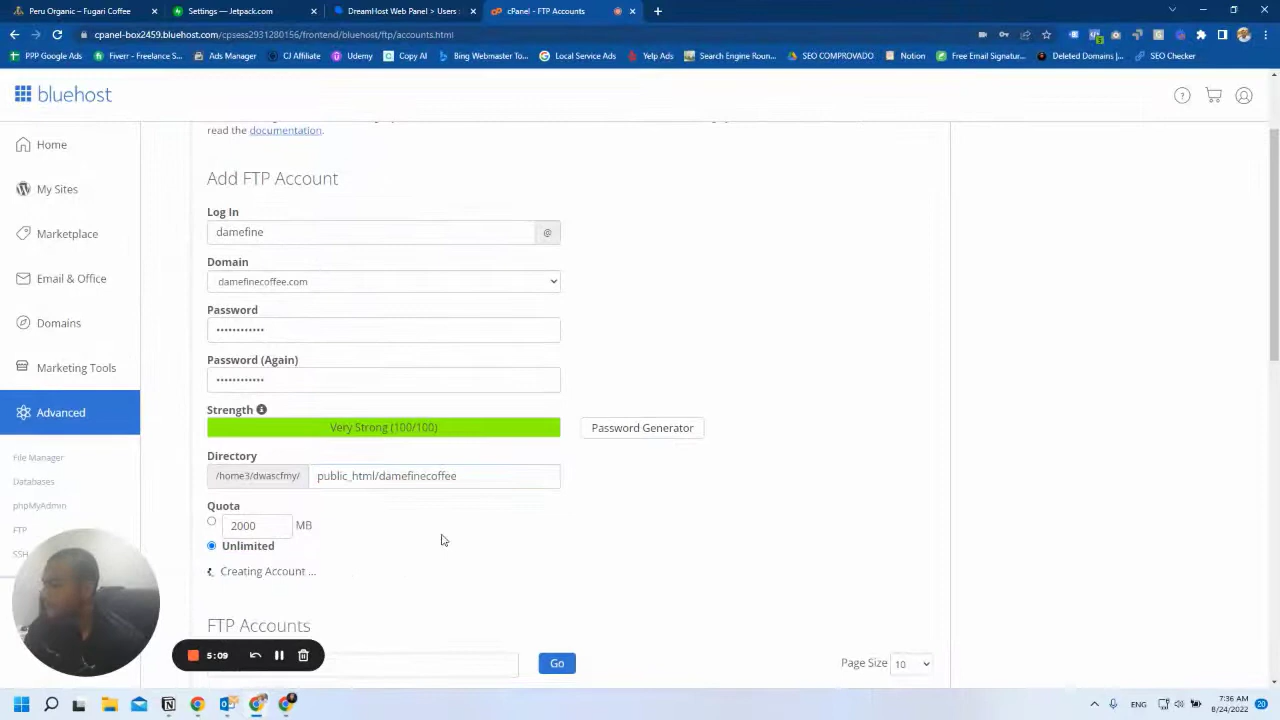 Peru Organic – Fugari Coffee
Settings — Jetpack.com
DreamHost Web Panel > Users :
cPanel - FTP Accounts
cpanel-box2459.bluehost.com/cpsess2931280156/frontend/bluehost/ftp/accounts.html
PPP Google Ads
Fiverr - Freelance S...
Ads Manager
CJ Affiliate
Udemy
Copy AI
Bing Webmaster To...
Local Service Ads
Yelp Ads
Search Engine Roun...
SEO COMPROVADO
Notion
Free Email Signatur...
Deleted Domains |...
SEO Checker
bluehost
read the documentation.
Home
My Sites
Marketplace
Email & Office
Domains
Marketing Tools
Advanced
File Manager
Databases
phpMyAdmin
FTP
SSH
Add FTP Account
Log In
damefine @
Domain
damefinecoffee.com
Password
Password (Again)
Strength
Very Strong (100/100)
Password Generator
Directory
/home3/dwascfmy/ public_html/damefinecoffee
Quota
2000 MB
Unlimited
Creating Account ...
FTP Accounts
5:09
Go
Page Size 10
ENG
7:36 AM
8/24/2022
20